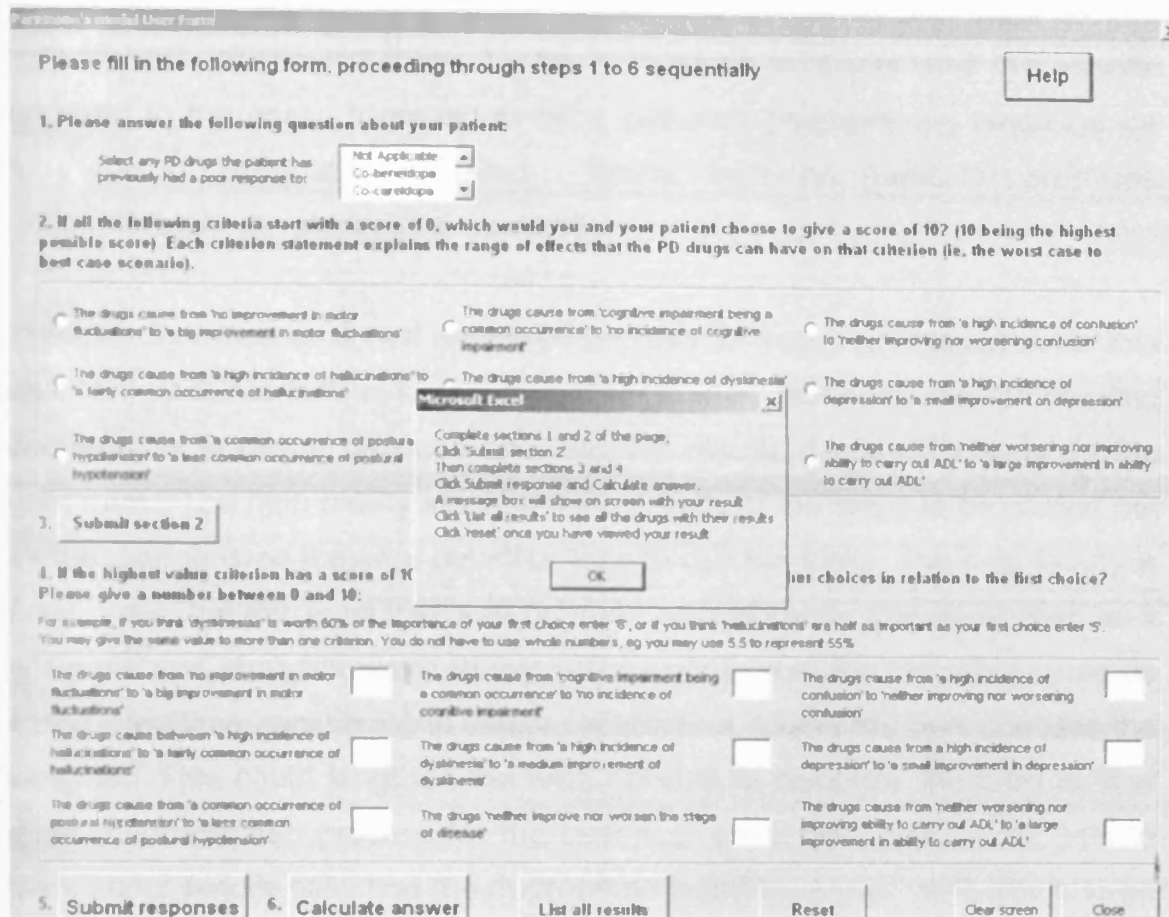 Parkinson's model User Form
Please fill in the following form, proceeding through steps 1 to 6 sequentially
Help
1. Please answer the following question about your patient:
Select any PD drugs the patient has
previously had a poor response to:
Not Applicable
Co-beneldopa
Co-careldopa
2. If all the following criteria start with a score of 0, which would you and your patient choose to give a score of 10? (10 being the highest
possible score) Each criterion statement explains the range of effects that the PD drugs can have on that criterion (ie. the worst case to
best case scenario).
The drugs cause from 'no improvement in motor
fluctuations' to 'a big improvement in motor fluctuations'
The drugs cause from 'cognitive impairment being a
common occurrence' to 'no incidence of cognitive
impairment'
The drugs cause from 'a high incidence of confusion'
to 'neither improving nor worsening confusion'
The drugs cause from 'a high incidence of hallucinations' to
'a fairly common occurrence of hallucinations'
The drugs cause from 'a high incidence of dyskinesia'
The drugs cause from 'a high incidence of
depression' to 'a small improvement on depression'
The drugs cause from 'a common occurrence of postura
hypotension' to 'a less common occurrence of postural
hypotension'
The drugs cause from 'neither worsening nor improving
ability to carry out ADL' to 'a large improvement in ability
to carry out ADL'
Microsoft Excel
x
Complete sections 1 and 2 of the page,
Click 'Submit section 2'
Then complete sections 3 and 4
Click Submit response and Calculate answer.
A message box will show on screen with your result
Click 'List all results' to see all the drugs with their results
Click 'reset' once you have viewed your result
OK
3. Submit section 2
4. If the highest value criterion has a score of 10 her choices in relation to the first choice?
Please give a number between 0 and 10:
For example, if you think 'dyskinesias' is worth 60% of the importance of your first choice enter '6', or if you think 'hallucinations' are half as important as your first choice enter '5'.
You may give the same value to more than one criterion. You do not have to use whole numbers, eg you may use 5.5 to represent 55%
The drugs cause from 'no improvement in motor
fluctuations' to 'a big improvement in motor
fluctuations'
The drugs cause from 'cognitive impairment being
a common occurrence' to 'no incidence of
cognitive impairment'
The drugs cause from 'a high incidence of
confusion' to 'neither improving nor worsening
confusion'
The drugs cause between 'a high incidence of
hallucinations' to 'a fairly common occurrence of
hallucinations'
The drugs cause from 'a high incidence of
dyskinesia' to 'a medium improvement of
dyskinesia'
The drugs cause from a high incidence of
depression' to 'a small improvement in depression'
The drugs cause from 'a common occurrence of
postural hypotension' to 'a less common
occurrence of postural hypotension'
The drugs 'neither improve nor worsen the stage
of disease'
The drugs cause from 'neither worsening nor
improving ability to carry out ADL' to 'a large
improvement in ability to carry out ADL'
5. Submit responses 6. Calculate answer List all results Reset Clear screen Close